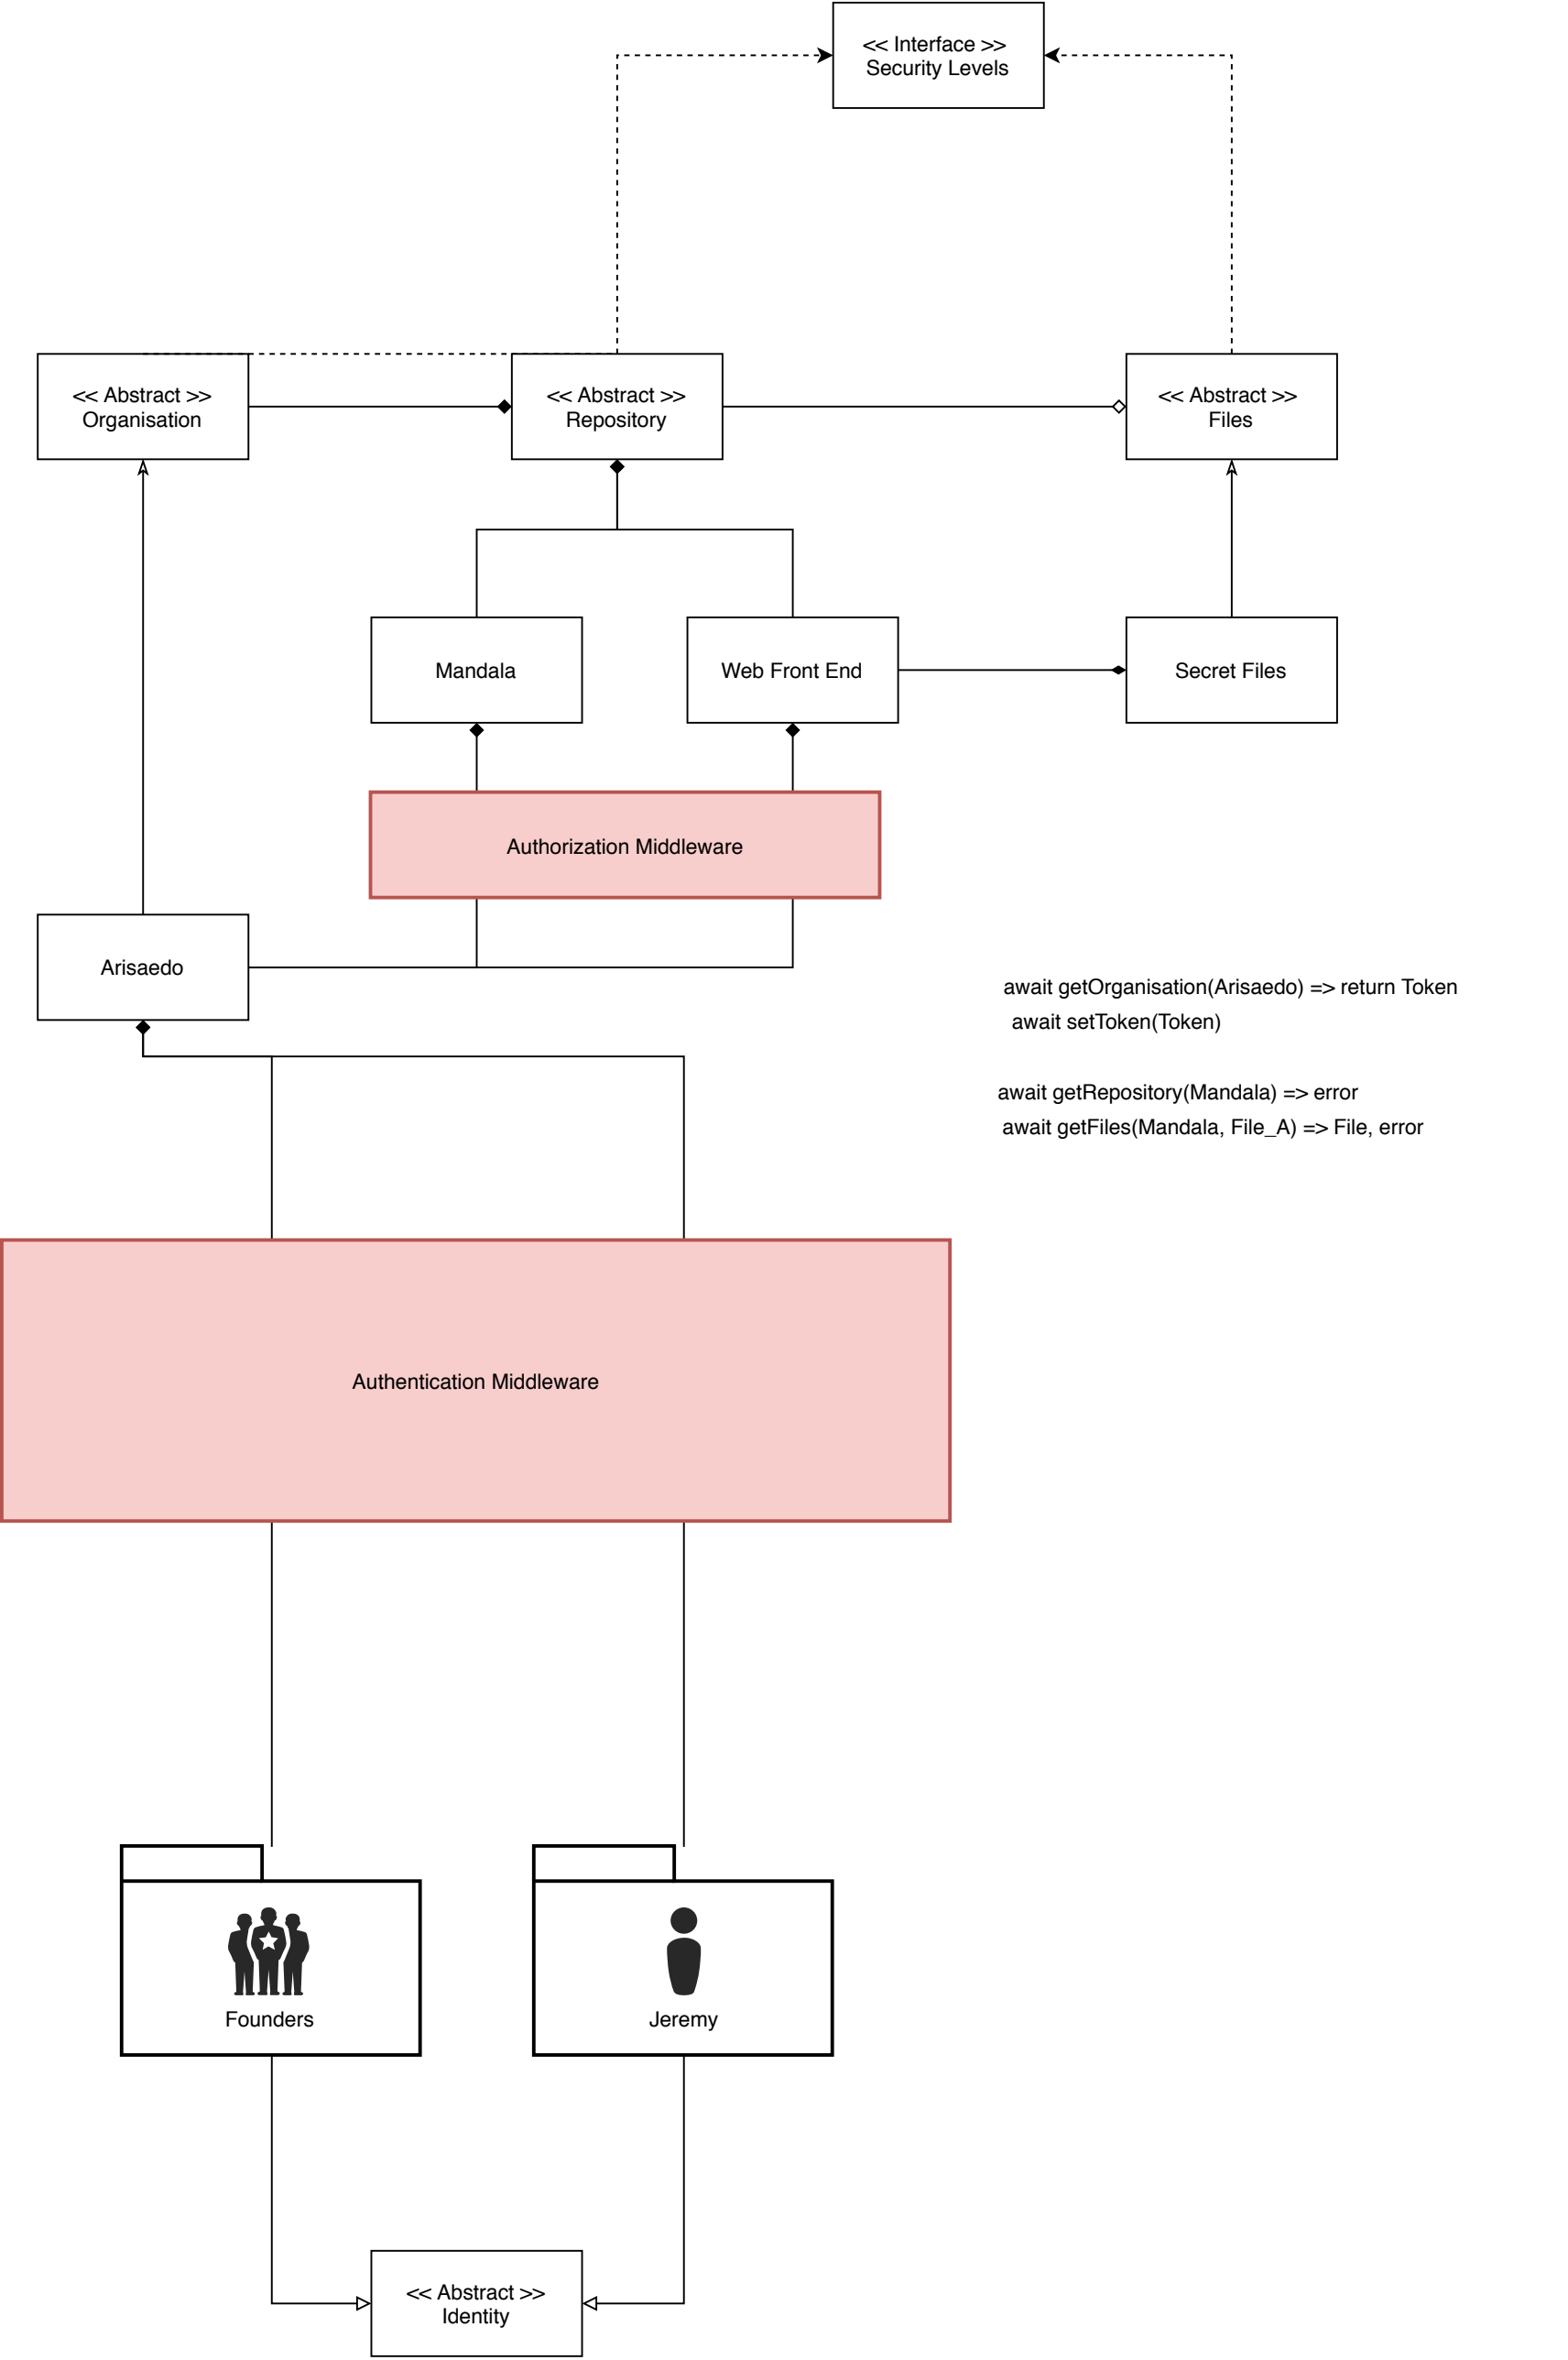 << Interface >>
Security Levels
<< Abstract >>
Organisation
<< Abstract >>
Repository
<< Abstract >>
Files
Mandala
Web Front End
Secret Files
Authorization Middleware
Arisaedo
await getOrganisation(Arisaedo) => return Token
await setToken(Token)
await getRepository(Mandala) => error
await getFiles(Mandala, File_A) => File, error
Authentication Middleware
Founders
Jeremy
<< Abstract >>
Identity